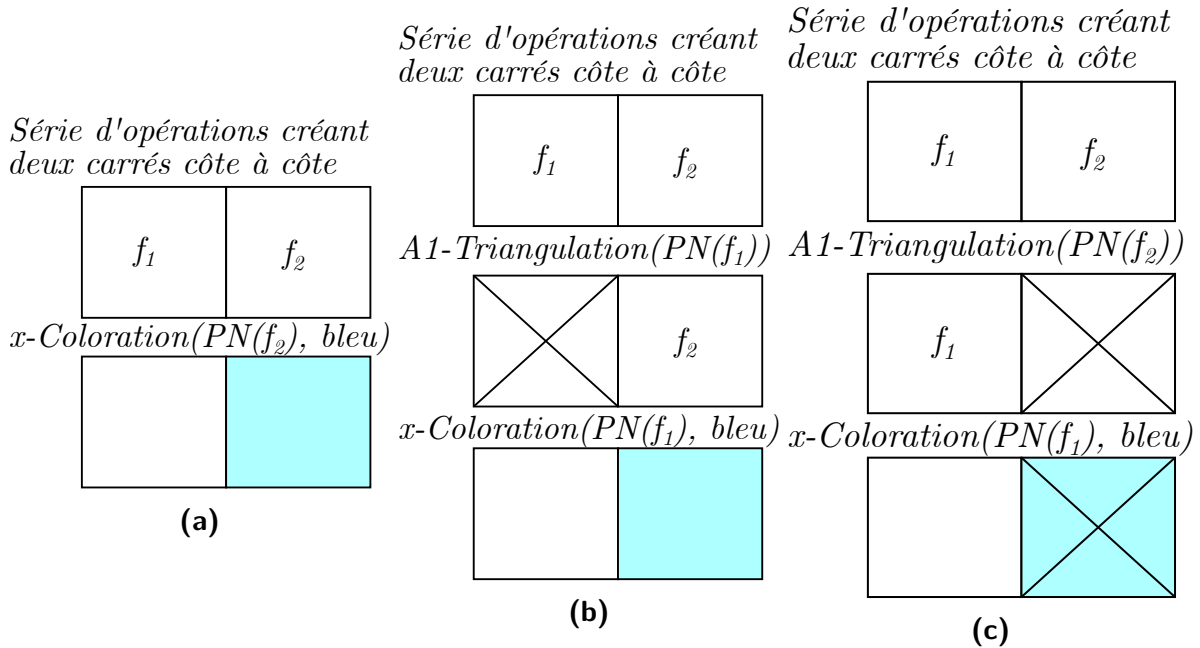 Série d'opérations créant
deux carrés côte à côte
f₁
f₂
x-Coloration(PN(f₂), bleu)
(a)
Série d'opérations créant
deux carrés côte à côte
f₁
f₂
A1-Triangulation(PN(f₁))
f₂
x-Coloration(PN(f₁), bleu)
(b)
Série d'opérations créant
deux carrés côte à côte
f₁
f₂
A1-Triangulation(PN(f₂))
f₁
x-Coloration(PN(f₁), bleu)
(c)